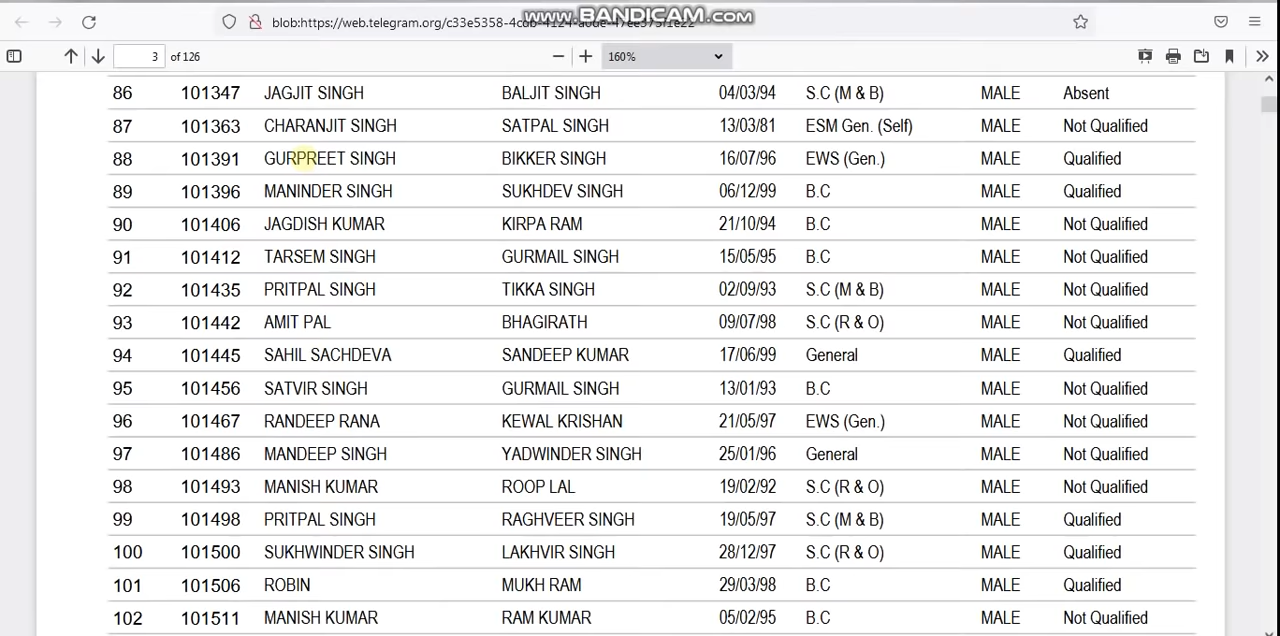 www.BANDICAM.com
blob:https://web.telegram.org/c33e5358-4
3 of 126 160%
86 101347 JAGJIT SINGH BALJIT SINGH 04/03/94 S.C (M & B) MALE Absent
87 101363 CHARANJIT SINGH SATPAL SINGH 13/03/81 ESM Gen. (Self) MALE Not Qualified
88 101391 GURPREET SINGH BIKKER SINGH 16/07/96 EWS (Gen.) MALE Qualified
89 101396 MANINDER SINGH SUKHDEV SINGH 06/12/99 B.C MALE Qualified
90 101406 JAGDISH KUMAR KIRPA RAM 21/10/94 B.C MALE Not Qualified
91 101412 TARSEM SINGH GURMAIL SINGH 15/05/95 B.C MALE Not Qualified
92 101435 PRITPAL SINGH TIKKA SINGH 02/09/93 S.C (M & B) MALE Not Qualified
93 101442 AMIT PAL BHAGIRATH 09/07/98 S.C (R & O) MALE Not Qualified
94 101445 SAHIL SACHDEVA SANDEEP KUMAR 17/06/99 General MALE Qualified
95 101456 SATVIR SINGH GURMAIL SINGH 13/01/93 B.C MALE Not Qualified
96 101467 RANDEEP RANA KEWAL KRISHAN 21/05/97 EWS (Gen.) MALE Not Qualified
97 101486 MANDEEP SINGH YADWINDER SINGH 25/01/96 General MALE Not Qualified
98 101493 MANISH KUMAR ROOP LAL 19/02/92 S.C (R & O) MALE Not Qualified
99 101498 PRITPAL SINGH RAGHVEER SINGH 19/05/97 S.C (M & B) MALE Qualified
100 101500 SUKHWINDER SINGH LAKHVIR SINGH 28/12/97 S.C (R & O) MALE Qualified
101 101506 ROBIN MUKH RAM 29/03/98 B.C MALE Qualified
102 101511 MANISH KUMAR RAM KUMAR 05/02/95 B.C MALE Not Qualified